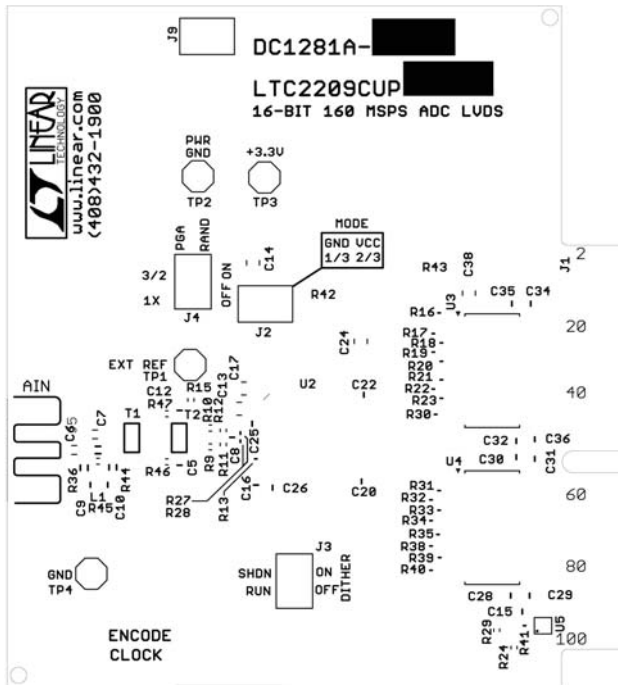 J9
DC1281A-
LTC2209CUP
16-BIT 160 MSPS ADC LVDS
LINEAR
TECHNOLOGY
www.linear.com
(408)432-1900
PWR
GND
TP2
+3.3V
TP3
MODE
GND VCC
1/3 2/3
PGA
RAND
3/2
1X
J4
OFF ON
C14
J2
R42
R43
C38
J1
2
U3
C35
C34
R16
20
R17
R18
R19
R20
R21
R22
R23
R30
40
C24
EXT REF
TP1
C17
C13
R15
C12
R47
R10
R12
U2
C22
AIN
T1
T2
C7
C6
R36
C9
L1
R45
C10
R44
R46
C5
R9
R11
C8
C25
C16
C26
C20
R27
R28
R13
C32
C36
C30
C31
U4
R31
R32
R33
R34
R35
R38
R39
R40
60
80
GND
TP4
J3
SHDN
RUN
ON
OFF
DITHER
C28
C29
C15
R29
R41
U5
R24
100
ENCODE
CLOCK